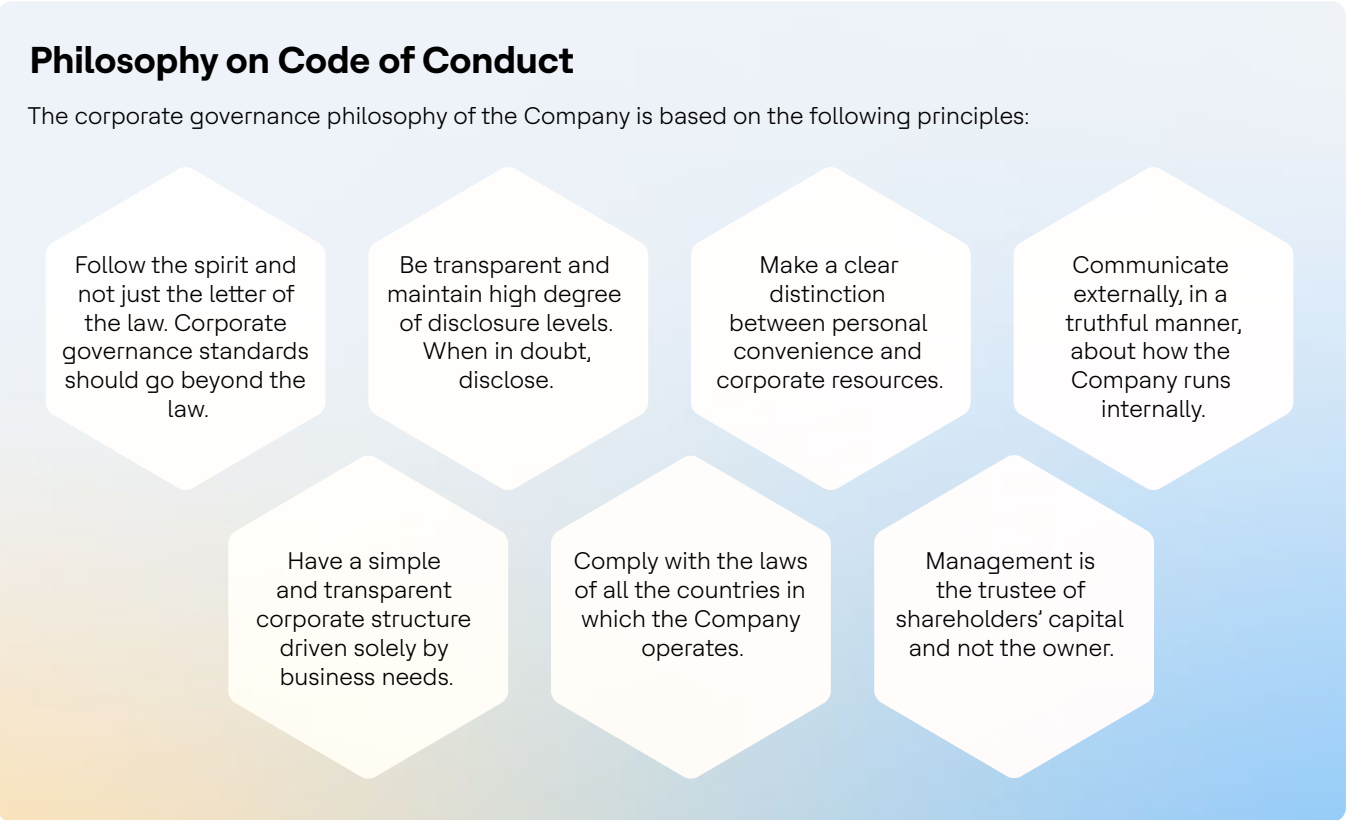 Philosophy on Code of Conduct
The corporate governance philosophy of the Company is based on the following principles:
Follow the spirit and
not just the letter of
the law. Corporate
governance standards
should go beyond the
law.
Be transparent and
maintain high degree
of disclosure levels.
When in doubt,
disclose.
Make a clear
distinction
between personal
convenience and
corporate resources.
Communicate
externally, in a
truthful manner,
about how the
Company runs
internally.
Have a simple
and transparent
corporate structure
driven solely by
business needs.
Comply with the laws
of all the countries in
which the Company
operates.
Management is
the trustee of
shareholders’ capital
and not the owner.